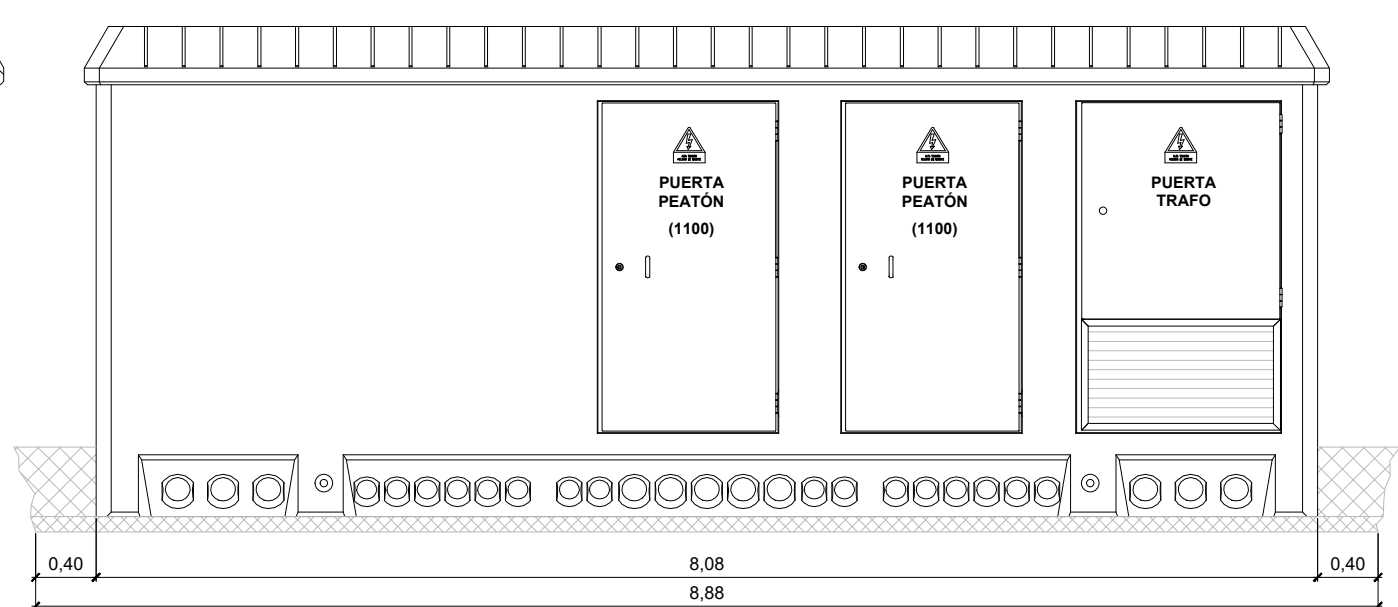 PUERTA
PEATÓN
(1100)
PUERTA
PEATÓN
(1100)
PUERTA
TRAFO
0,40
8,08
0,40
8,88